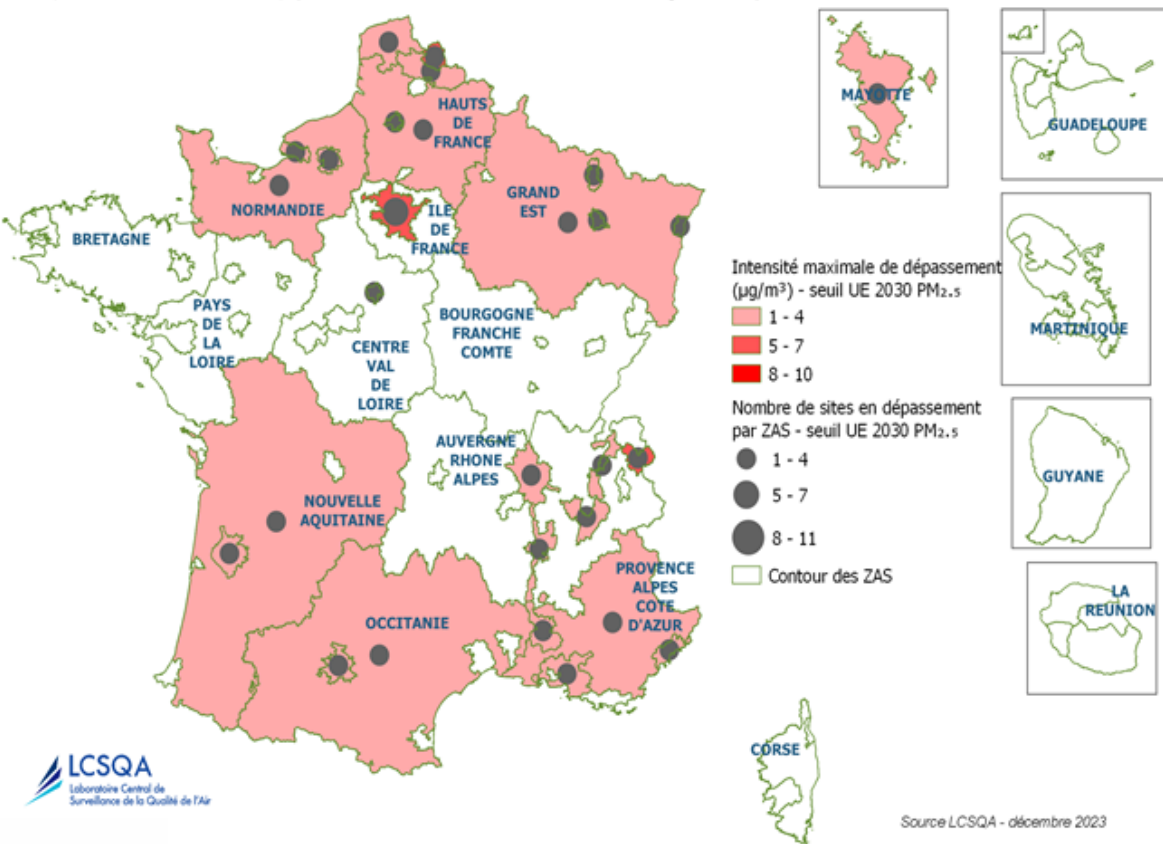 HAUTS
DE
FRANCE
NORMANDIE
ILE
DE
FRANCE
GRAND
EST
BRETAGNE
PAYS
DE LA
LOIRE
CENTRE
VAL
DE
LOIRE
BOURGOGNE
FRANCHE
COMTE
AUVERGNE
RHONE
ALPES
NOUVELLE
AQUITAINE
OCCITANIE
PROVENCE
ALPES
COTE
D'AZUR
CORSE
MAYOTTE
GUADELOUPE
MARTINIQUE
GUYANE
LA
REUNION
Intensité maximale de dépassement
(µg/m³) - seuil UE 2030 PM₂.₅
1 - 4
5 - 7
8 - 10
Nombre de sites en dépassement
par ZAS - seuil UE 2030 PM₂.₅
1 - 4
5 - 7
8 - 11
Contour des ZAS
LCSQA
Laboratoire Central de
Surveillance de la Qualité de l'Air
Source LCSQA - décembre 2023